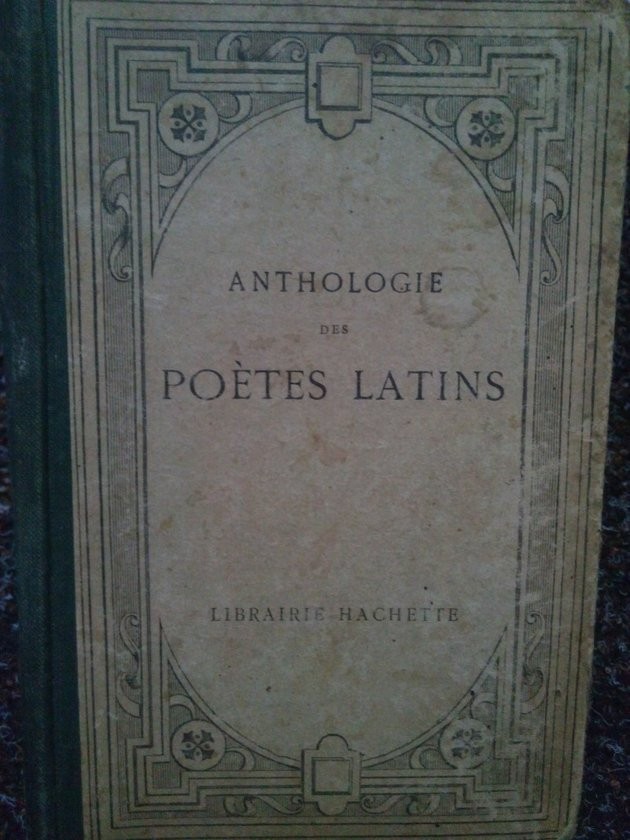 ANTHOLOGIE
DES
POÈTES LATINS
LIBRAIRIE HACHETTE